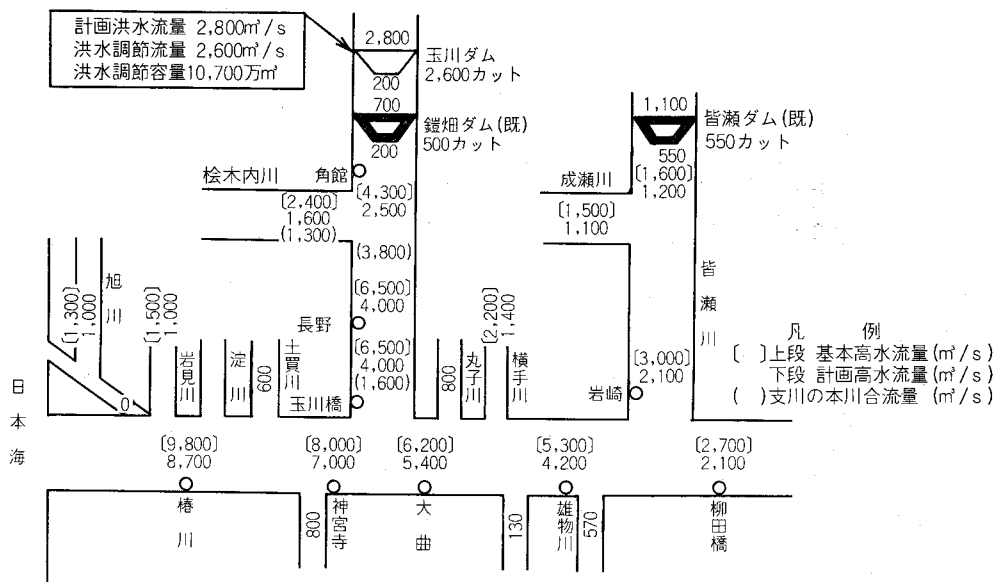 計画洪水流量 2,800m³/s
洪水調節流量 2,600m³/s
洪水調節容量10,700万m³
2,800
玉川ダム
2,600カット
200
700
鎧畑ダム(既)
500カット
200
1,100
皆瀬ダム(既)
550カット
550
〔1,600〕
1,200
桧木内川
角館
〔4,300〕
2,500
〔2,400〕
1,600
(1,300)
(3,800)
成瀬川
〔1,500〕
1,100
〔6,500〕
4,000
長野
〔6,500〕
4,000
(1,600)
玉川橋
旭川
〔1,300〕
1,000
〔1,500〕
1,000
岩見川
淀川
600
土買川
800
丸子川
〔2,200〕
1,400
横手川
皆瀬川
〔3,000〕
2,100
岩崎
凡例
〔 〕上段 基本高水流量(m³/s)
下段 計画高水流量(m³/s)
( )支川の本川合流量(m³/s)
日本海
0
〔9,800〕
8,700
〔8,000〕
7,000
〔6,200〕
5,400
〔5,300〕
4,200
〔2,700〕
2,100
椿川
800
神宮寺
大曲
130
雄物川
570
柳田橋